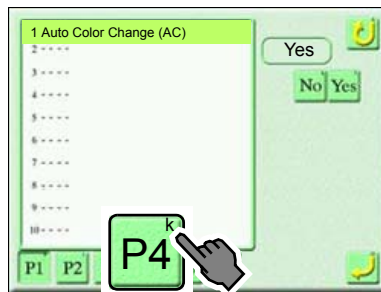 1 Auto Color Change (AC)
2 - - - -
3 - - - -
4 - - - -
5 - - - -
6 - - - -
7 - - - -
8 - - - -
9 - - - -
10 - - - -
Yes
No Yes
P1 P2 P4 k